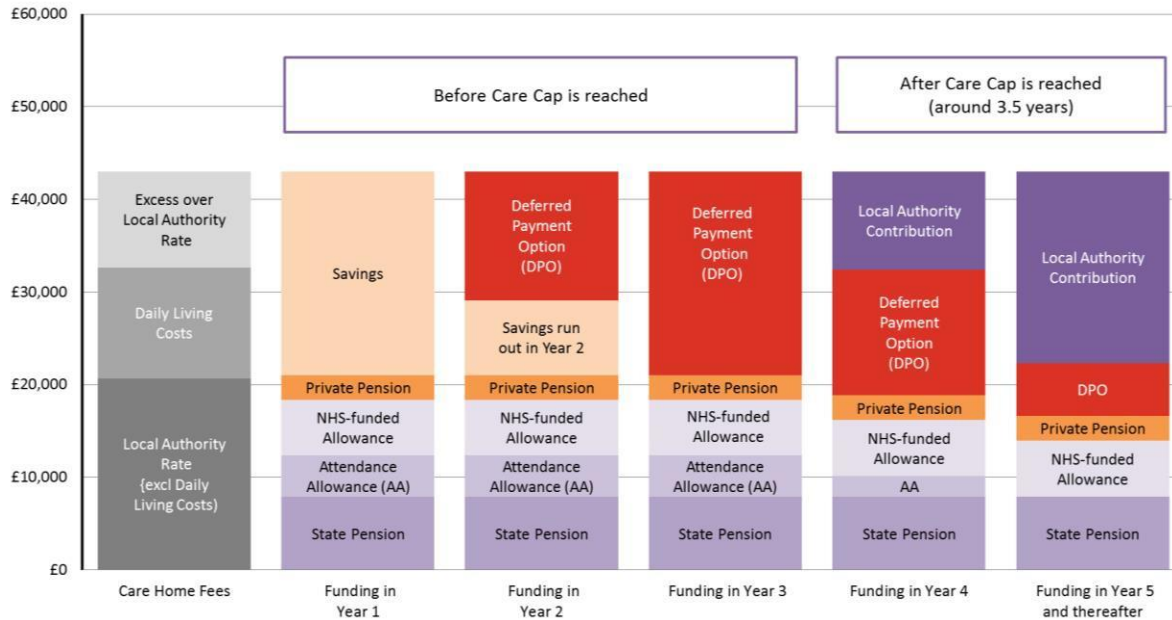 £60,000
£50,000
£40,000
£30,000
£20,000
£10,000
£0
Before Care Cap is reached
After Care Cap is reached
(around 3.5 years)
Excess over
Local Authority
Rate
Daily Living
Costs
Local Authority
Rate
{excl Daily
Living Costs)
Care Home Fees
Savings
Private Pension
NHS-funded
Allowance
Attendance
Allowance (AA)
State Pension
Funding in
Year 1
Deferred
Payment
Option
(DPO)
Savings run
out in Year 2
Private Pension
NHS-funded
Allowance
Attendance
Allowance (AA)
State Pension
Funding in
Year 2
Deferred
Payment
Option
(DPO)
Private Pension
NHS-funded
Allowance
Attendance
Allowance (AA)
State Pension
Funding in Year 3
Local Authority
Contribution
Deferred
Payment
Option
(DPO)
Private Pension
NHS-funded
Allowance
AA
State Pension
Funding in Year 4
Local Authority
Contribution
DPO
Private Pension
NHS-funded
Allowance
State Pension
Funding in Year 5
and thereafter